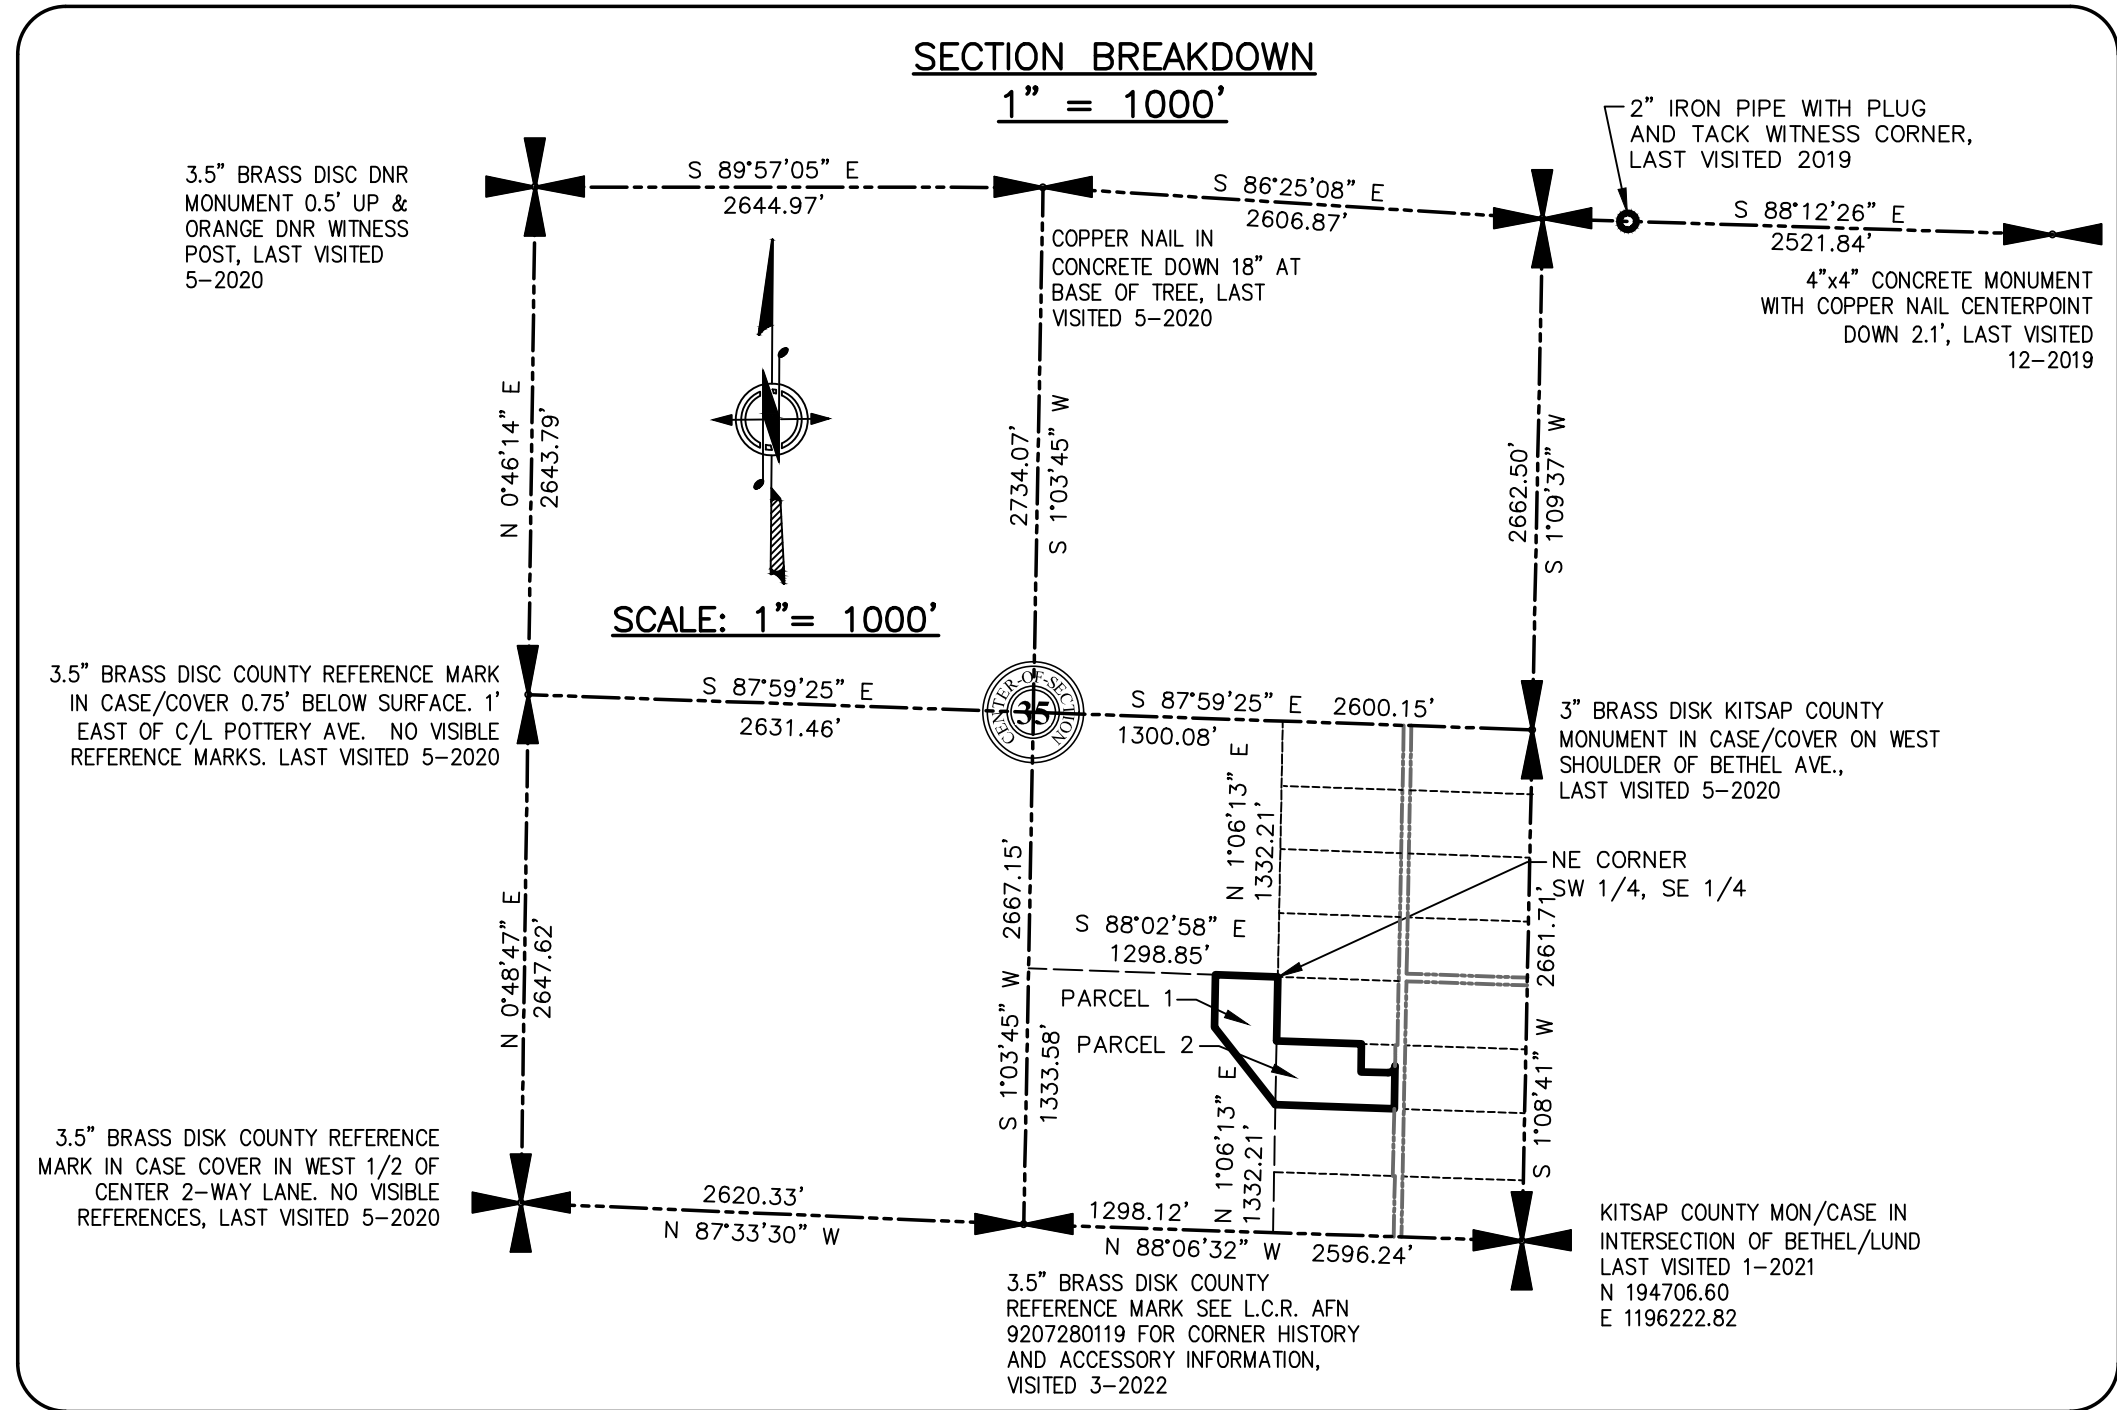 SECTION BREAKDOWN
1" = 1000'
3.5" BRASS DISC DNR
MONUMENT 0.5' UP &
ORANGE DNR WITNESS
POST, LAST VISITED
5-2020
S 89°57'05" E
2644.97'
S 86°25'08" E
2606.87'
2" IRON PIPE WITH PLUG
AND TACK WITNESS CORNER,
LAST VISITED 2019
S 88°12'26" E
2521.84'
COPPER NAIL IN
CONCRETE DOWN 18" AT
BASE OF TREE, LAST
VISITED 5-2020
4"x4" CONCRETE MONUMENT
WITH COPPER NAIL CENTERPOINT
DOWN 2.1', LAST VISITED
12-2019
N 0°46'14" E
2643.79'
2734.07'
S 1°03'45" W
2662.50'
S 1°09'37" W
SCALE: 1"= 1000'
3.5" BRASS DISC COUNTY REFERENCE MARK
IN CASE/COVER 0.75' BELOW SURFACE. 1'
EAST OF C/L POTTERY AVE. NO VISIBLE
REFERENCE MARKS. LAST VISITED 5-2020
S 87°59'25" E
2631.46'
CENTER-OF-SECTION
35
S 87°59'25" E 2600.15'
1300.08'
3" BRASS DISK KITSAP COUNTY
MONUMENT IN CASE/COVER ON WEST
SHOULDER OF BETHEL AVE.,
LAST VISITED 5-2020
N 1°06'13" E
1332.21'
NE CORNER
SW 1/4, SE 1/4
N 0°48'47" E
2647.62'
S 1°03'45" W 2667.15'
1333.58'
S 88°02'58" E
1298.85'
PARCEL 1
PARCEL 2
N 1°06'13" E
1332.21'
2661.71'
S 1°08'41" W
3.5" BRASS DISK COUNTY REFERENCE
MARK IN CASE COVER IN WEST 1/2 OF
CENTER 2-WAY LANE. NO VISIBLE
REFERENCES, LAST VISITED 5-2020
2620.33'
N 87°33'30" W
1298.12'
N 88°06'32" W 2596.24'
3.5" BRASS DISK COUNTY
REFERENCE MARK SEE L.C.R. AFN
9207280119 FOR CORNER HISTORY
AND ACCESSORY INFORMATION,
VISITED 3-2022
KITSAP COUNTY MON/CASE IN
INTERSECTION OF BETHEL/LUND
LAST VISITED 1-2021
N 194706.60
E 1196222.82